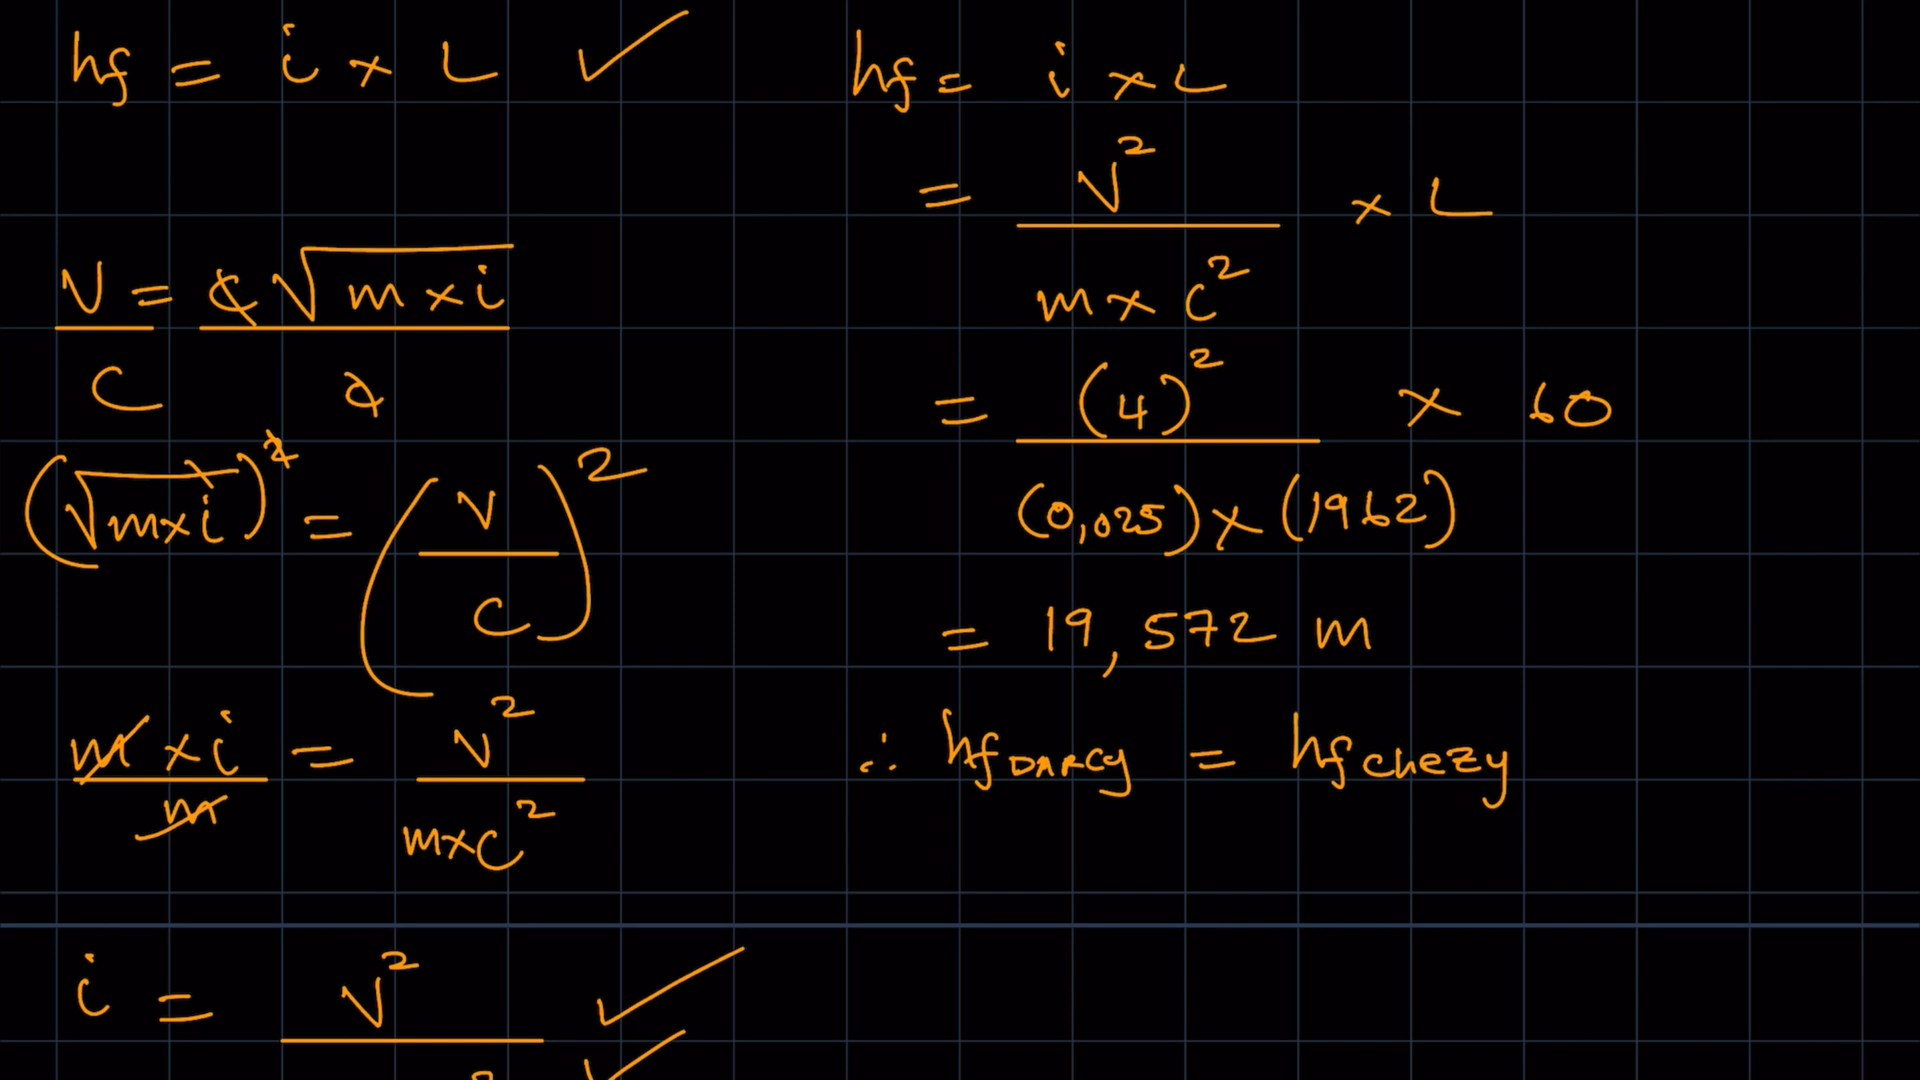 hf = i × L ✓
V = C√m×i
C C
(√m×i)² = (V/C)²
m×i = V²
m m×C²
i = V² ✓
✓
hf = i × L
= V² × L
m × C²
= (4)² × 60
(0,025) × (1962)
= 19,572 m
∴ hf DARCY = hf Chezy